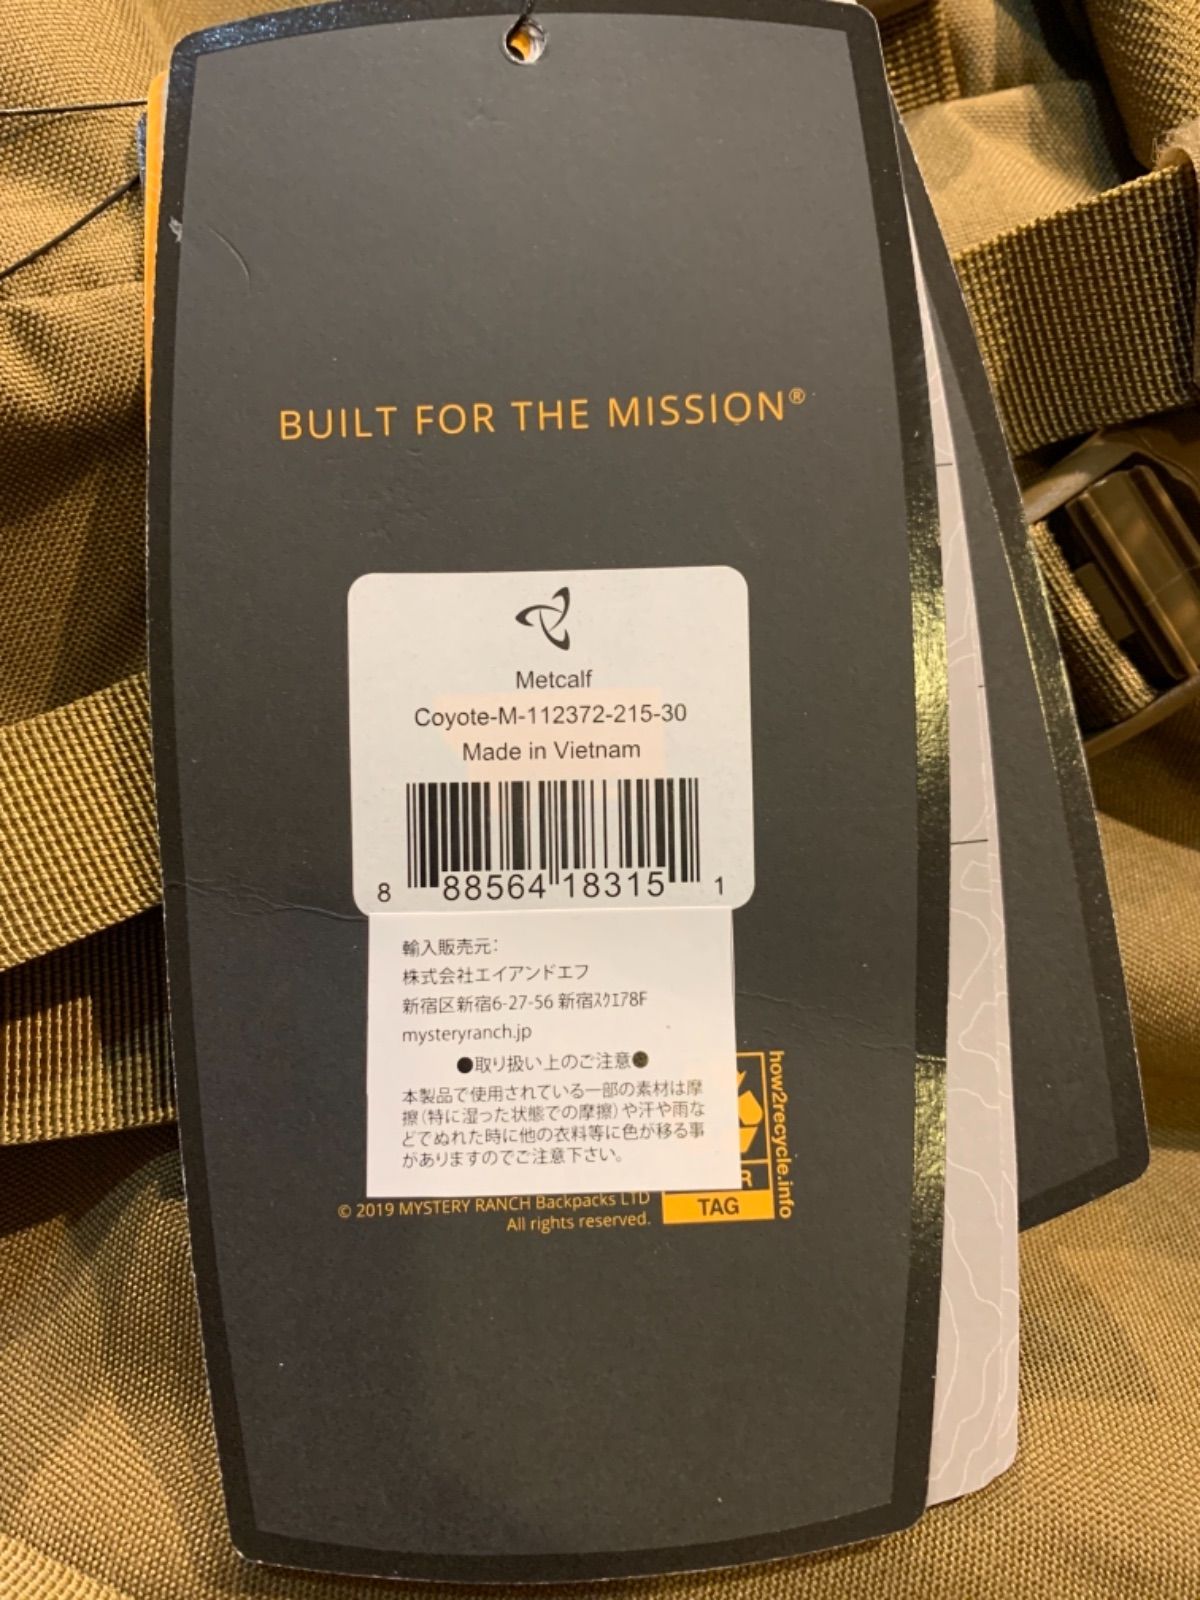 BUILT FOR THE MISSION®
Metcalf
Coyote-M-112372-215-30
Made in Vietnam
8 88564 18315 1
輸入販売元:
株式会社エイアンドエフ
新宿区新宿6-27-56 新宿ｽｸｴｱ8F
mysteryranch.jp
●取り扱い上のご注意●
本製品で使用されている一部の素材は摩
擦(特に湿った状態での摩擦)や汗や雨な
どでぬれた時に他の衣料等に色が移る事
がありますのでご注意下さい。
© 2019 MYSTERY RANCH Backpacks LTD
All rights reserved.
TAG
how2recycle.info